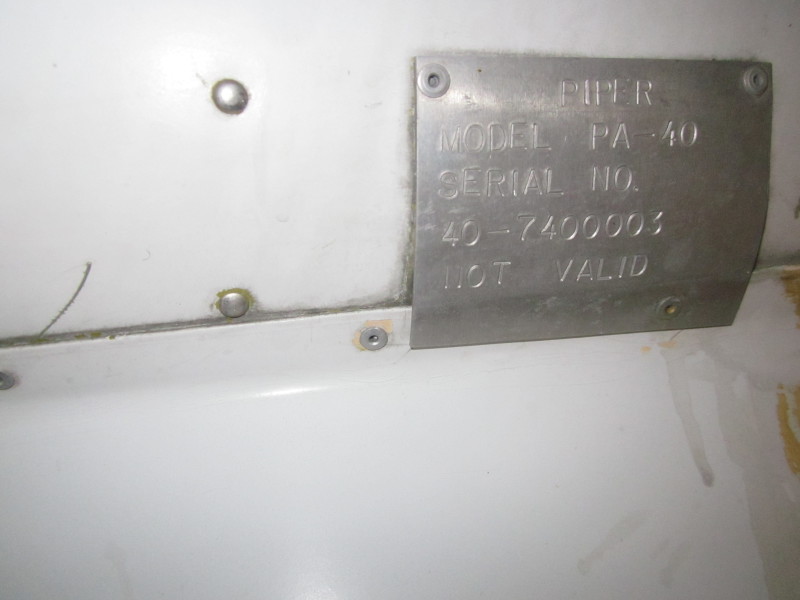 PIPER
MODEL PA-40
SERIAL NO.
40-7400003
NOT VALID